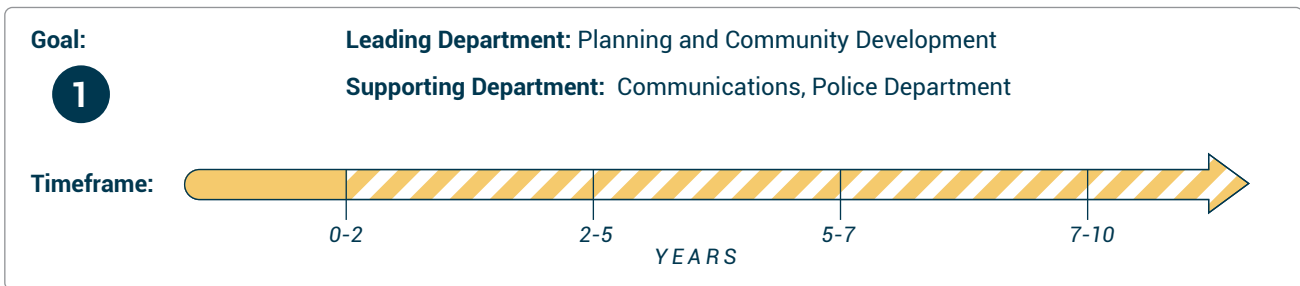 Goal:
Leading Department: Planning and Community Development
1
Supporting Department: Communications, Police Department
Timeframe:
0-2
2-5
5-7
7-10
YEARS